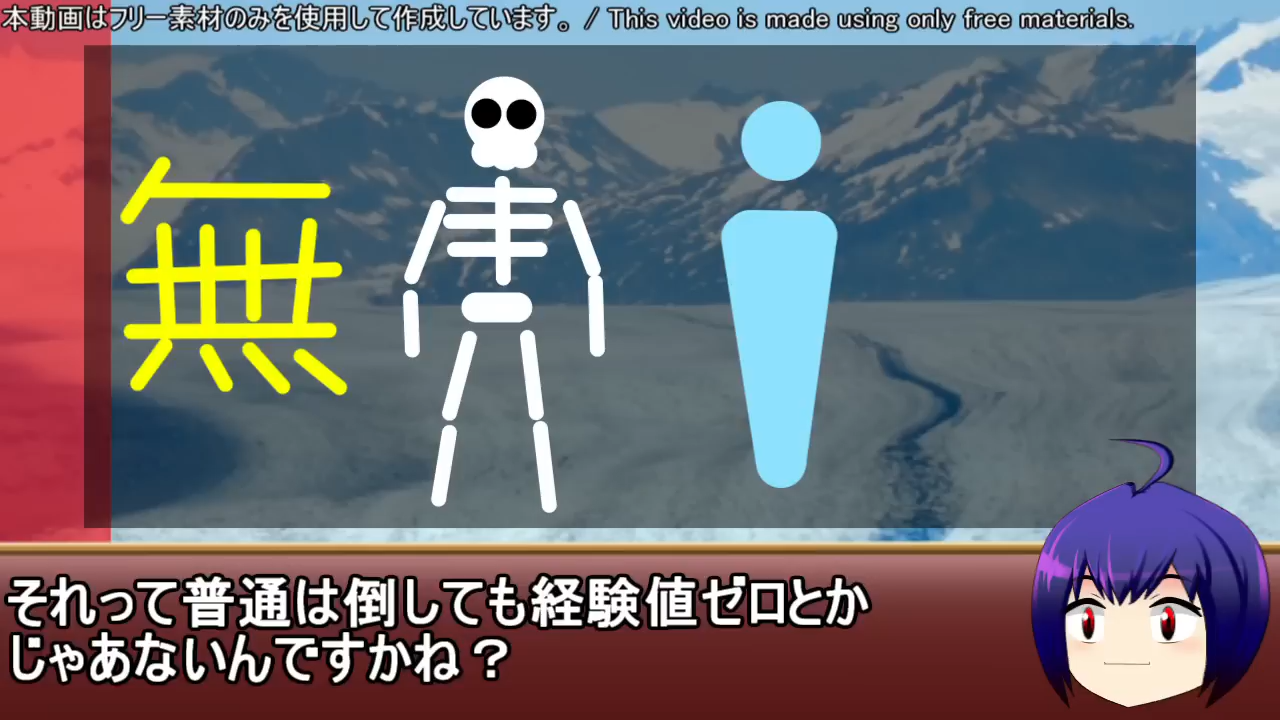 本動画はフリー素材のみを使用して作成しています。 / This video is made using only free materials.
無
それって普通は倒しても経験値ゼロとか
じゃあないんですかね？